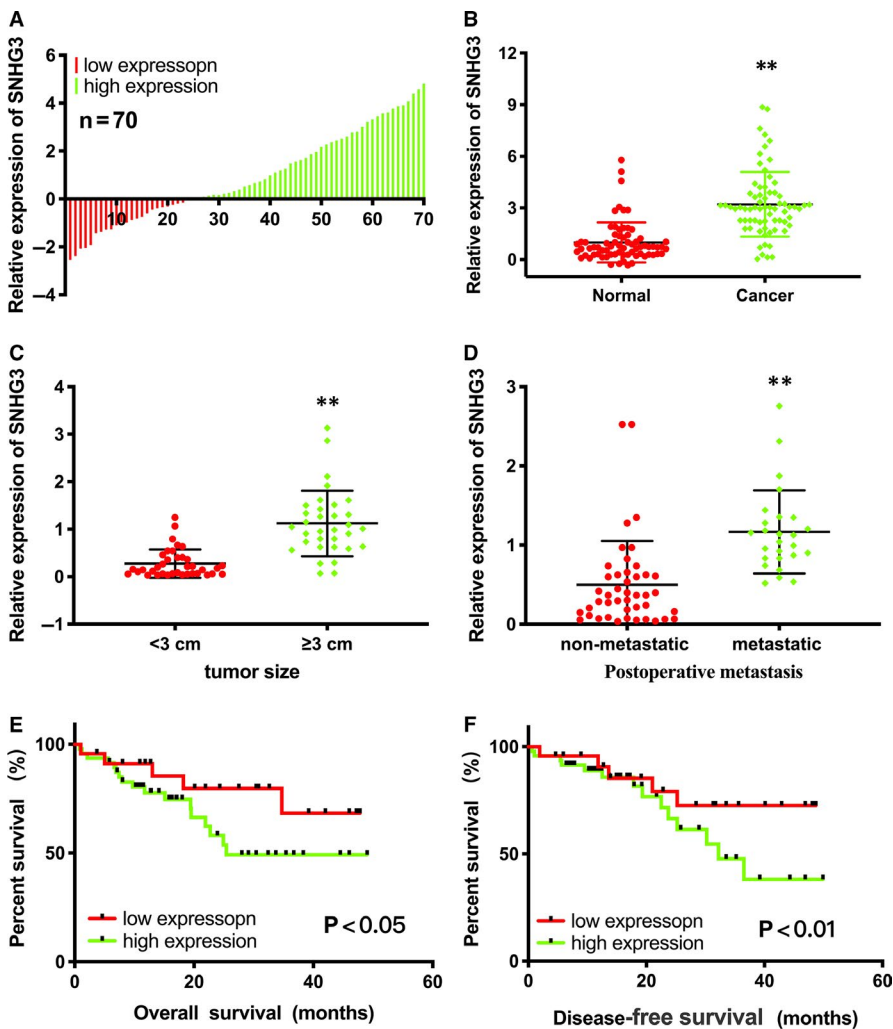 A
Relative expression of SNHG3
6
4
2
0
−2
−4
low expressopn
high expression
n=70
10 20 30 40 50 60 70
B
Relative expression of SNHG3
12
9
6
3
0
**
Normal Cancer
C
Relative expression of SNHG3
4
3
2
1
0
−1
**
<3 cm ≥3 cm
tumor size
D
Relative expression of SNHG3
3
2
1
0
**
non-metastatic metastatic
Postoperative metastasis
E
Percent survival (%)
100
50
0
low expressopn
high expression
P<0.05
0 20 40 60
Overall survival (months)
F
Percent survival (%)
100
50
0
low expressopn
high expression
P<0.01
0 20 40 60
Disease-free survival (months)